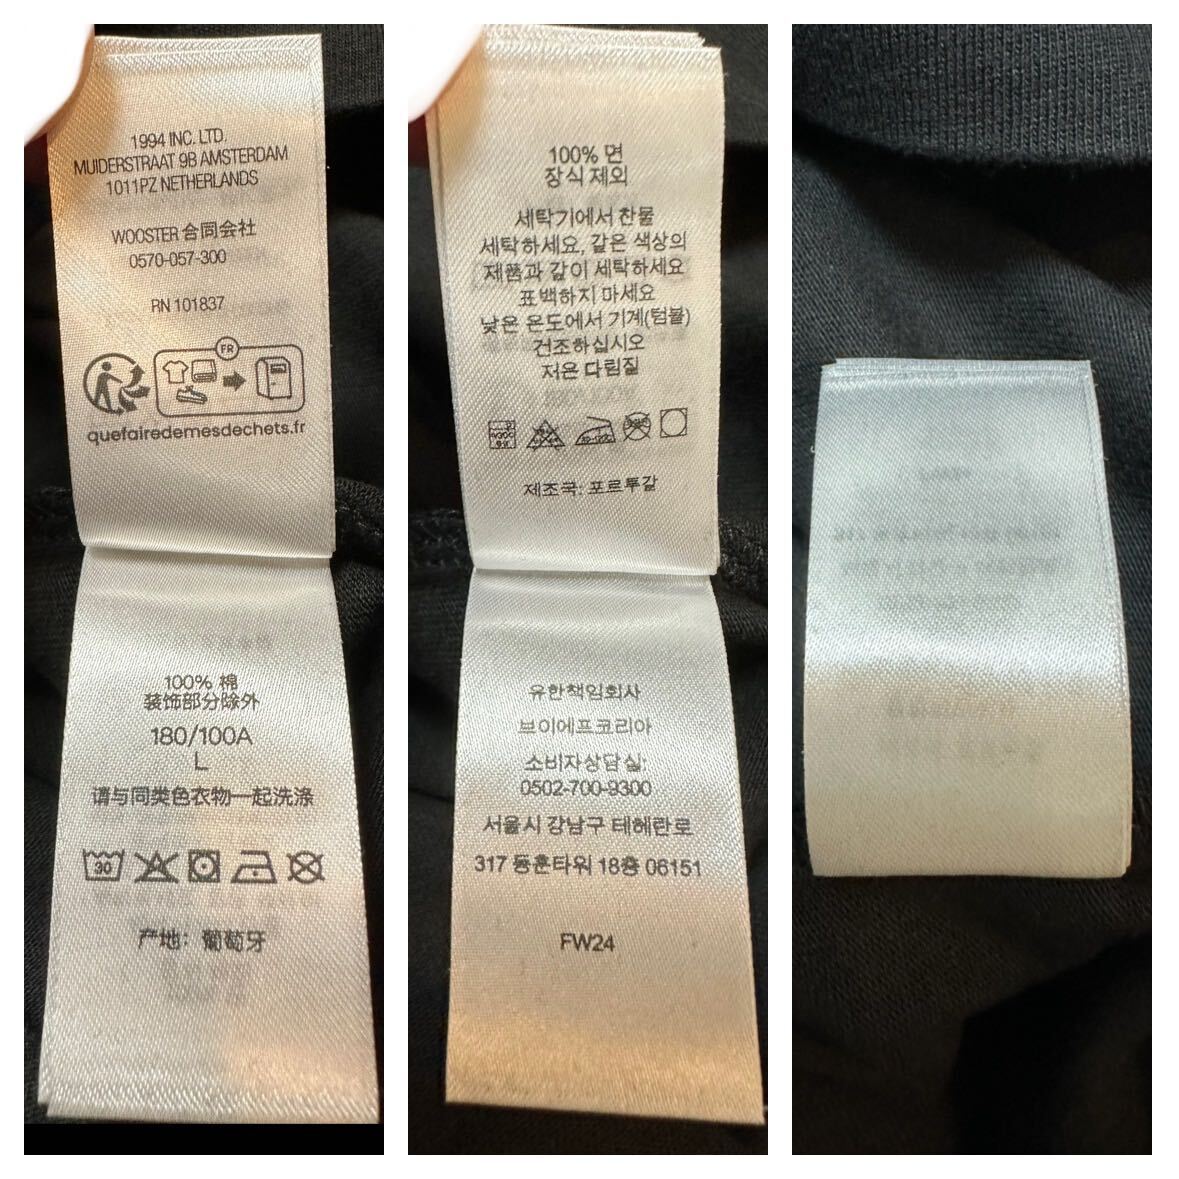 1994 INC. LTD.
MUIDERSTRAAT 9B AMSTERDAM
1011PZ NETHERLANDS
WOOSTER 合同会社
0570-057-300
RN 101837
FR
quefairedemesdechets.fr
100% 棉
装饰部分除外
180/100A
L
请与同类色衣物一起洗涤
30
产地：葡萄牙
100% 면
장식 제외
세탁기에서 찬물
세탁하세요, 같은 색상의
제품과 같이 세탁하세요
표백하지 마세요
낮은 온도에서 기계(텀블)
건조하십시오
저온 다림질
제조국: 포르투갈
유한책임회사
브이에프코리아
소비자상담실:
0502-700-9300
서울시 강남구 테헤란로
317 동훈타워 18층 06151
FW24